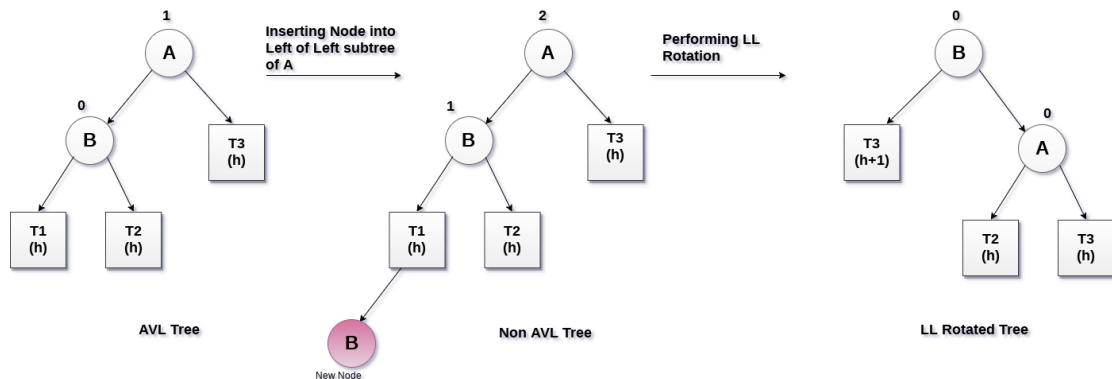 1
A
0
B
T3
(h)
T1
(h)
T2
(h)
AVL Tree
Inserting Node into
Left of Left subtree
of A
2
A
1
B
T3
(h)
T1
(h)
T2
(h)
B
New Node
Non AVL Tree
Performing LL
Rotation
0
B
T3
(h+1)
0
A
T2
(h)
T3
(h)
LL Rotated Tree